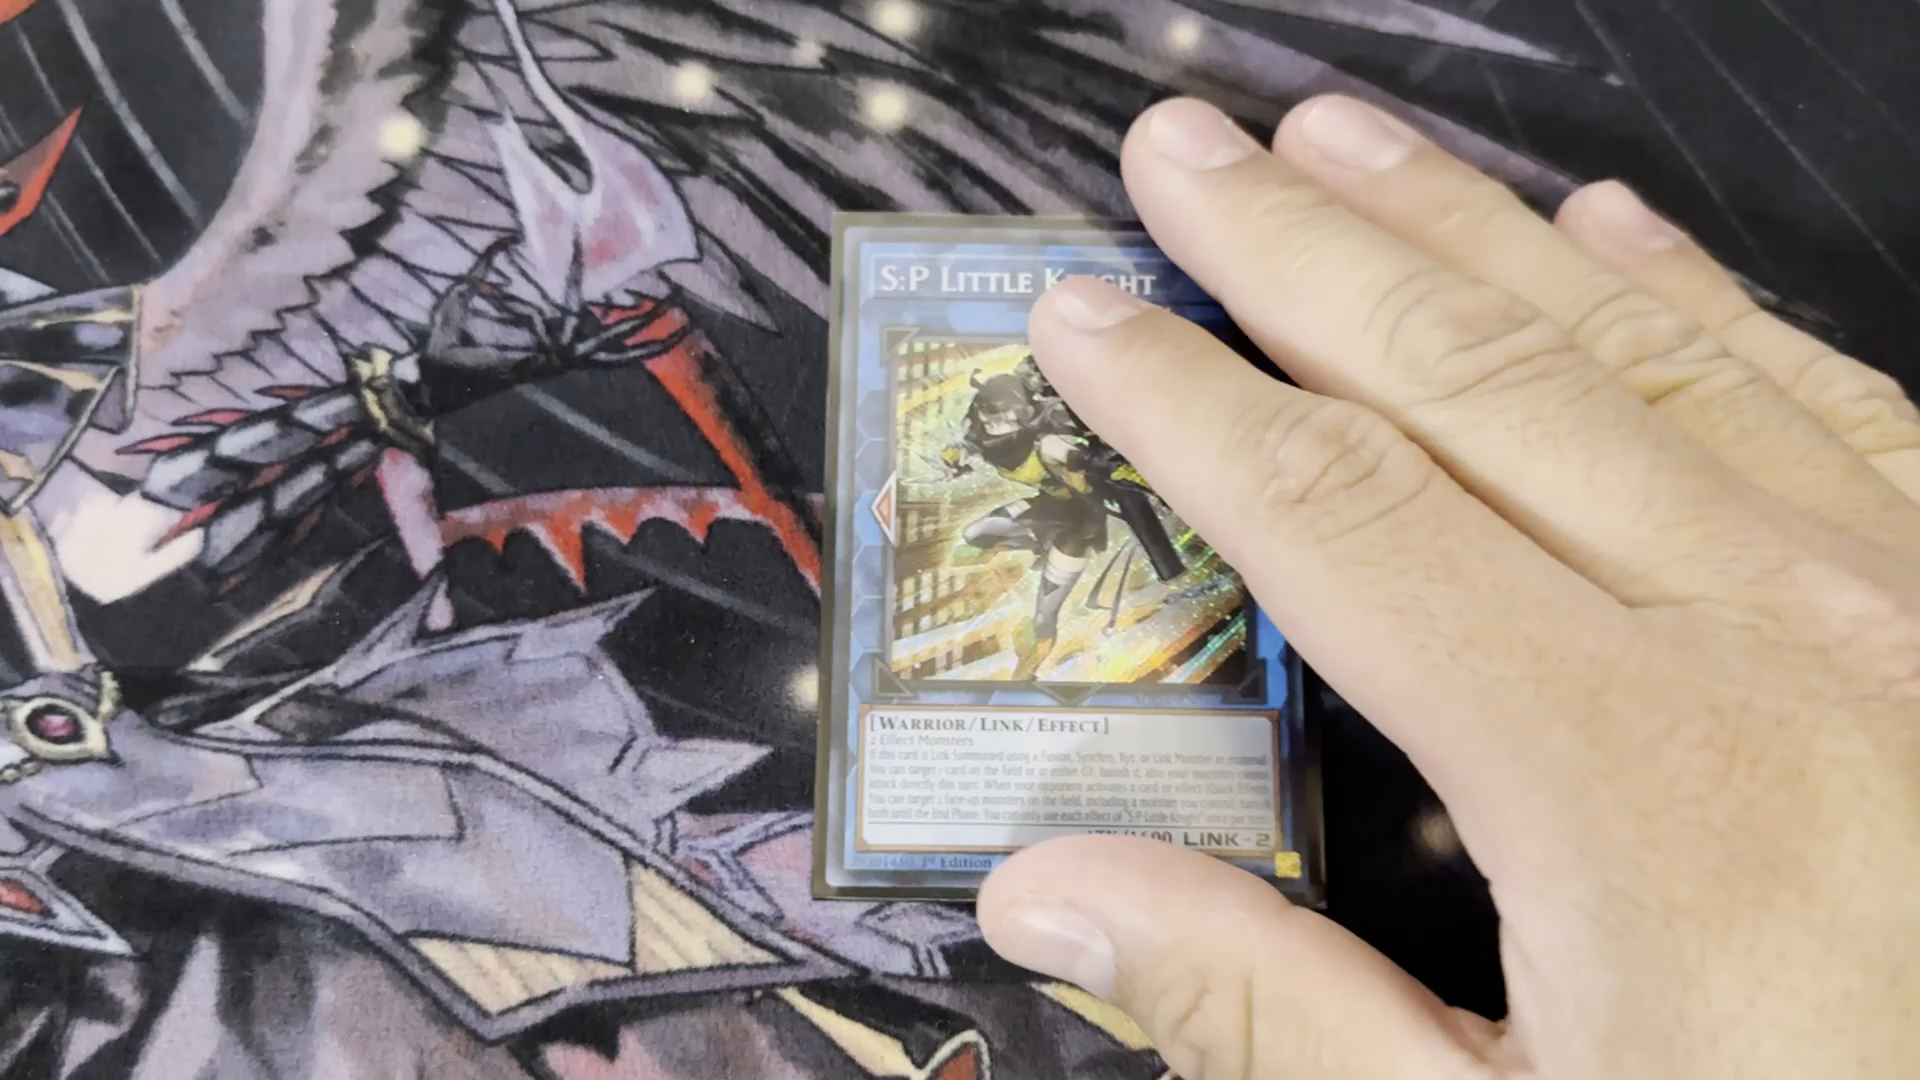 S:P LITTLE KNIGHT
[WARRIOR/LINK/EFFECT]
2 Effect Monsters
If this card is Link Summoned using a Fusion, Synchro, Xyz, or Link Monster as material:
You can target 1 card on the field or in either GY; banish it, also your monsters cannot
attack directly this turn. When your opponent activates a card or effect (Quick Effect):
You can target 2 face-up monsters on the field, including a monster you control; banish
both until the End Phase. You can only use each effect of "S:P Little Knight" once per turn.
ATK/1600 LINK-2
1st Edition